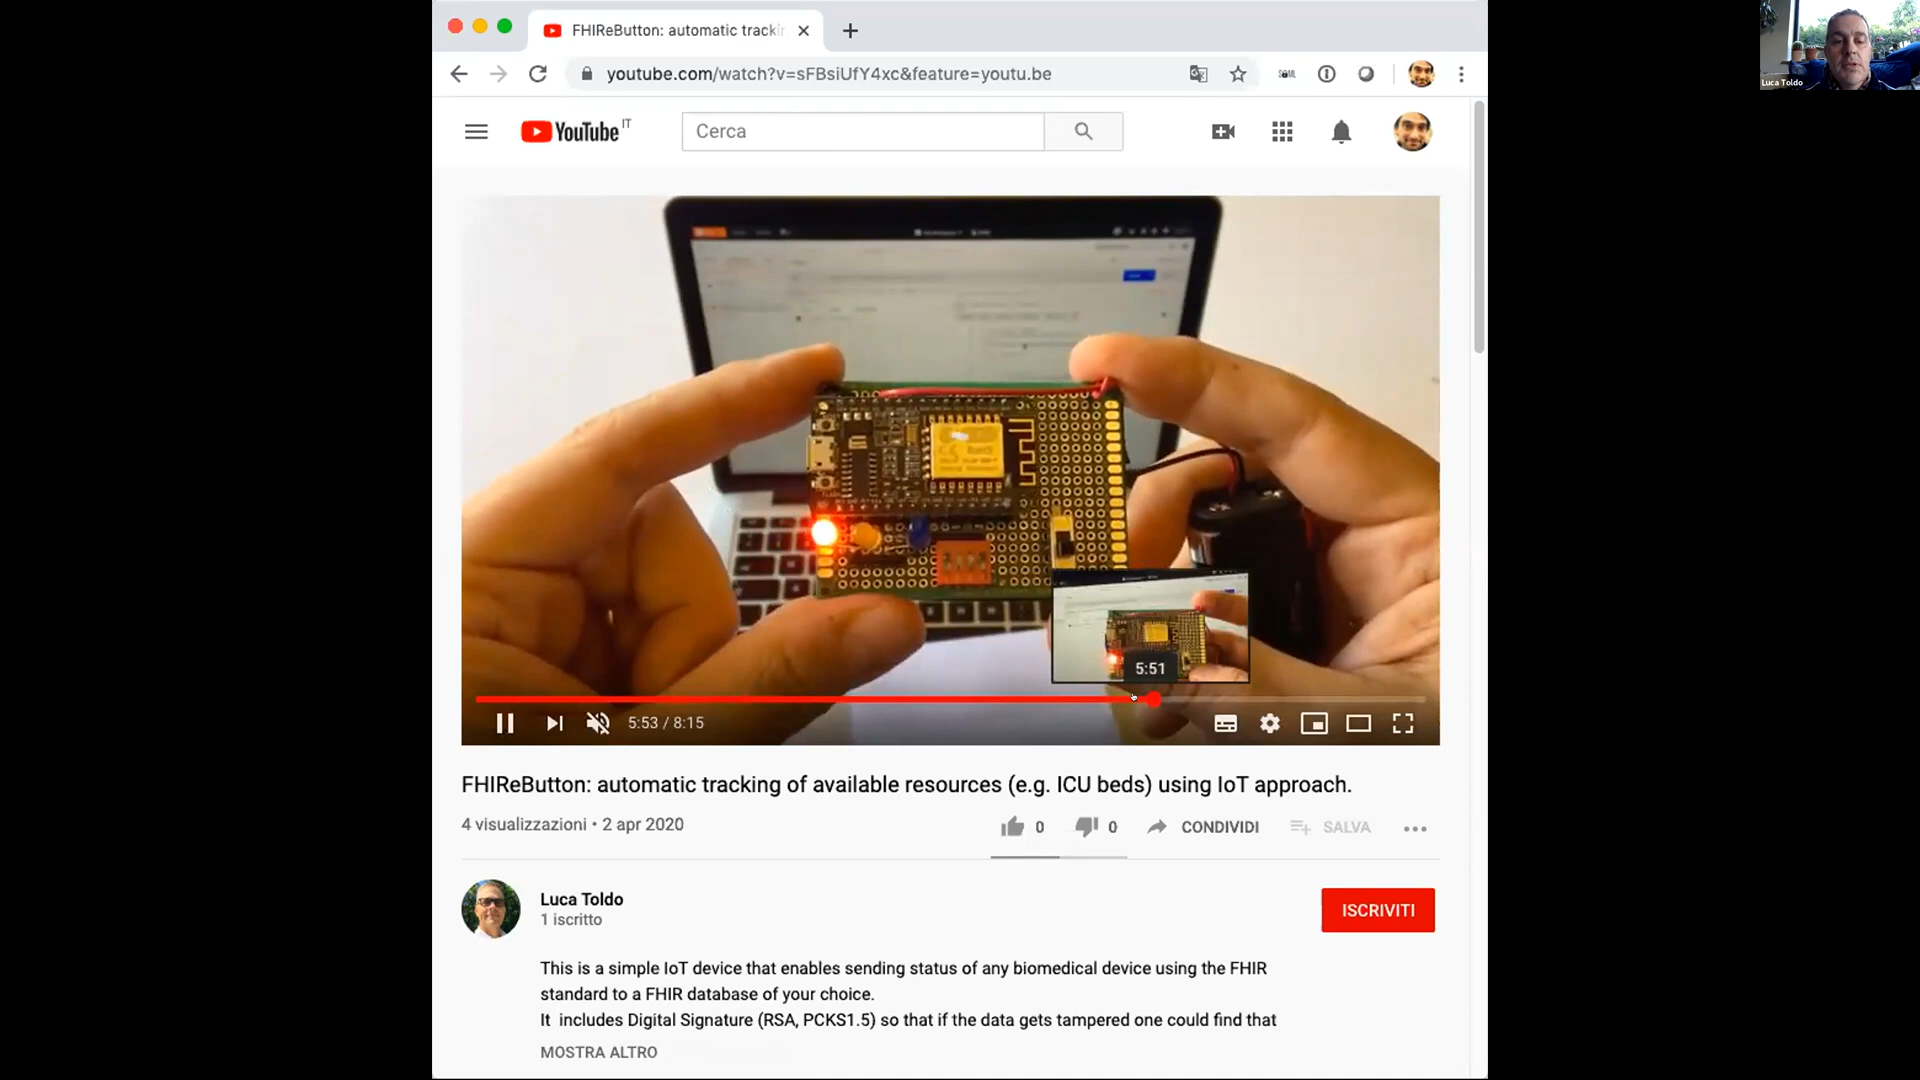 FHIReButton: automatic trackin
youtube.com/watch?v=sFBsiUfY4xc&feature=youtu.be
Luca Toldo
YouTube IT
Cerca
5:51
5:53 / 8:15
FHIReButton: automatic tracking of available resources (e.g. ICU beds) using IoT approach.
4 visualizzazioni • 2 apr 2020
0
0
CONDIVIDI
SALVA
Luca Toldo
1 iscritto
ISCRIVITI
This is a simple IoT device that enables sending status of any biomedical device using the FHIR
standard to a FHIR database of your choice.
It includes Digital Signature (RSA, PCKS1.5) so that if the data gets tampered one could find that
MOSTRA ALTRO